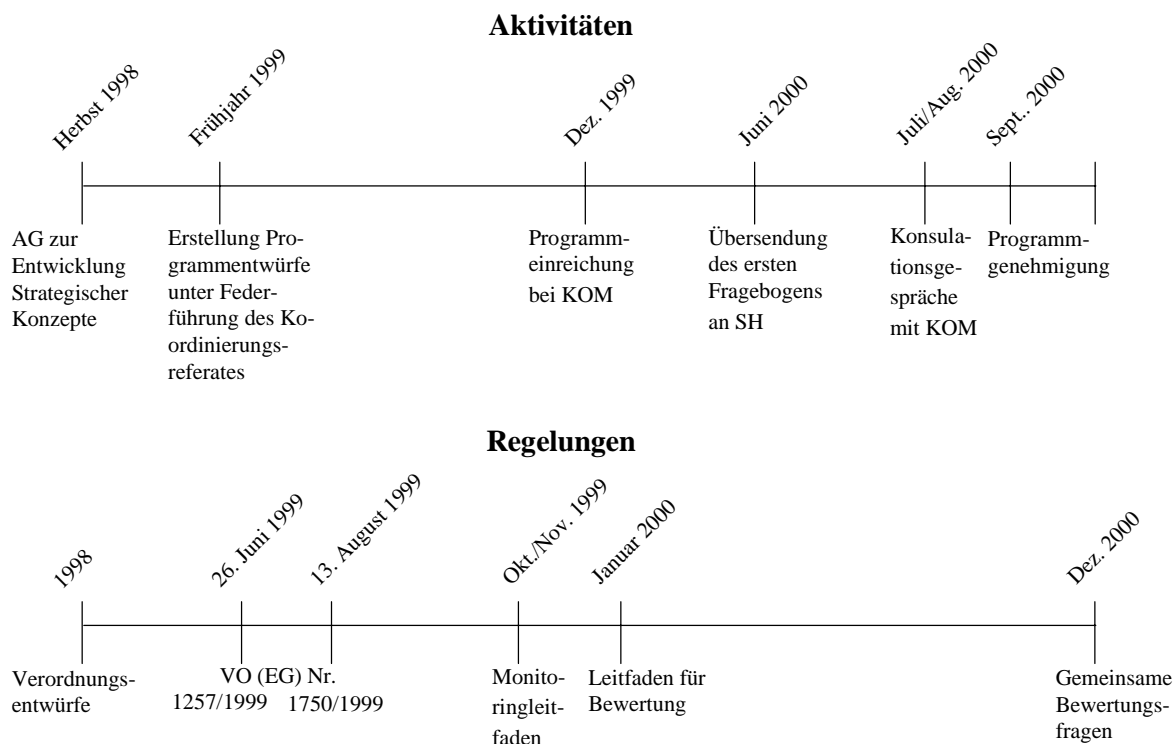 Aktivitäten
Herbst 1998
Frühjahr 1999
Dez. 1999
Juni 2000
Juli/Aug. 2000
Sept.. 2000
AG zur
Entwicklung
Strategischer
Konzepte
Erstellung Pro-
grammentwürfe
unter Feder-
führung des Ko-
ordinierungs-
referates
Programm-
einreichung
bei KOM
Übersendung
des ersten
Fragebogens
an SH
Konsula-
tionsge-
spräche
mit KOM
Programm-
genehmigung
Regelungen
1998
26. Juni 1999
13. August 1999
Okt./Nov. 1999
Januar 2000
Dez. 2000
Verordnungs-
entwürfe
VO (EG) Nr.
1257/1999 1750/1999
Monito-
ringleit-
faden
Leitfaden für
Bewertung
Gemeinsame
Bewertungs-
fragen